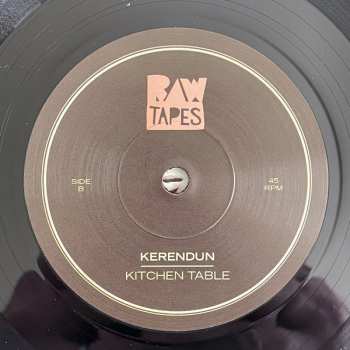 RAW
TAPES
SIDE
B
45
RPM
KERENDUN
KITCHEN TABLE